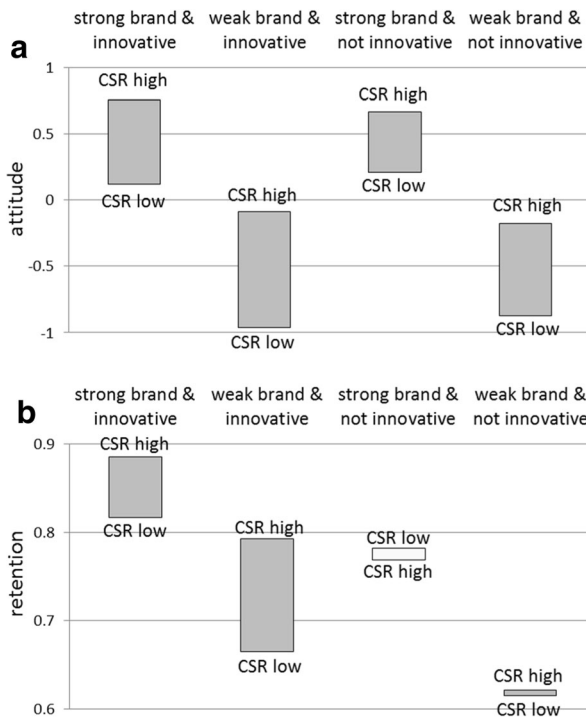 strong brand & weak brand & strong brand & weak brand &
innovative innovative not innovative not innovative
a
1
CSR high
CSR high
0.5
CSR low
CSR low
0
CSR high
CSR high
attitude
-0.5
CSR low
-1
CSR low
strong brand & weak brand & strong brand & weak brand &
b
innovative innovative not innovative not innovative
0.9
CSR high
CSR low
0.8
CSR high
CSR low
CSR high
retention
0.7
CSR low
CSR high
0.6
CSR low